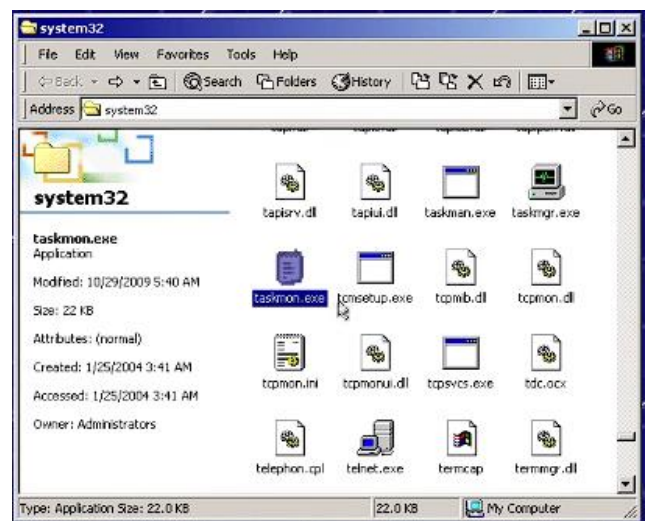 system32
File Edit View Favorites Tools Help
Back Search Folders History
Address system32 Go
system32
taskmon.exe
Application
Modified: 10/29/2009 5:40 AM
Size: 22 KB
Attributes: (normal)
Created: 1/25/2004 3:41 AM
Accessed: 1/25/2004 3:41 AM
Owner: Administrators
tapisrv.dll tapiui.dll taskman.exe taskmgr.exe
taskmon.exe tcmsetup.exe tcpmib.dll tcpmon.dll
tcpmon.ini tcpmonui.dll tcpsvcs.exe tdc.ocx
telephon.cpl telnet.exe termcap termmgr.dll
Type: Application Size: 22.0 KB 22.0 KB My Computer